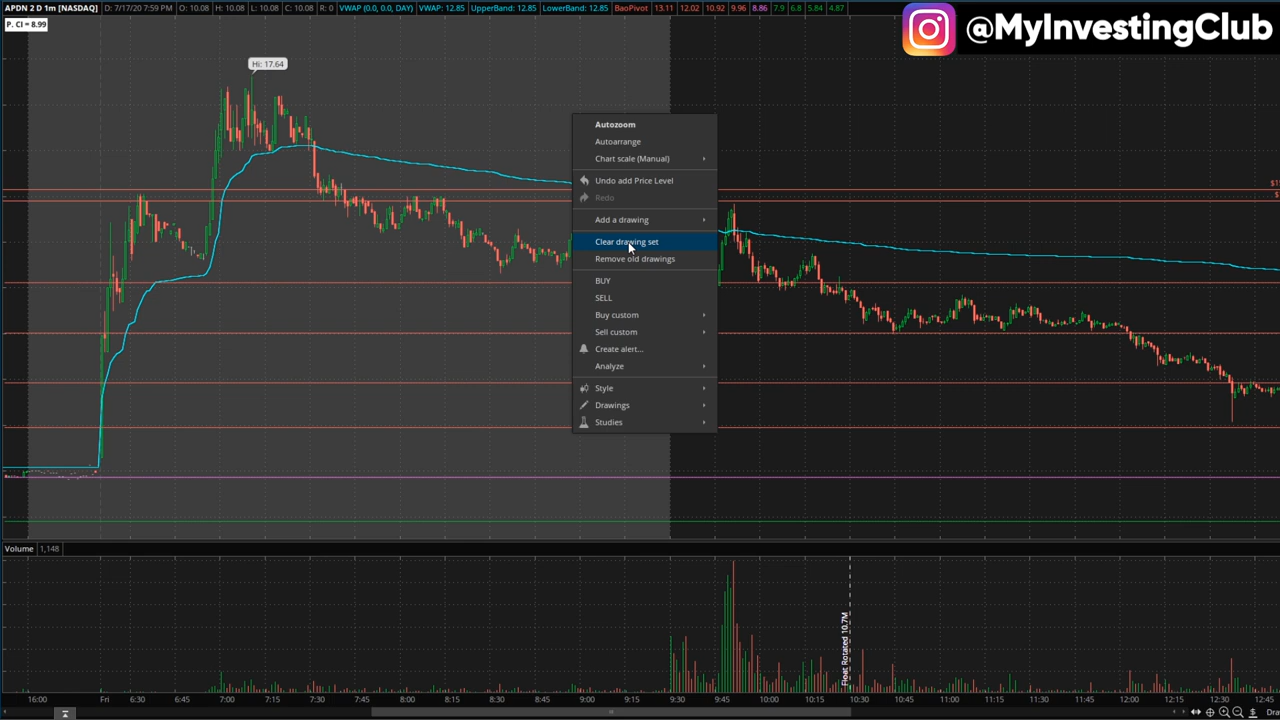 APDN 2 D 1m [NASDAQ] D: 7/17/20 7:59 PM O: 10.08 H: 10.08 L: 10.08 C: 10.08 R: 0 VWAP (0.0, 0.0, DAY) VWAP: 12.85 UpperBand: 12.85 LowerBand: 12.85 BaoPivot 13.11 12.02 10.92 9.96 8.86 7.9 6.8 5.84 4.87
P. Cl = 8.99
@MyInvestingClub
Hi: 17.64
Autozoom
Autoarrange
Chart scale (Manual)
Undo add Price Level
Redo
Add a drawing
Clear drawing set
Remove old drawings
BUY
SELL
Buy custom
Sell custom
Create alert...
Analyze
Style
Drawings
Studies
Volume 1,148
Float Rotated 10.7M
16:00 Fri 6:30 6:45 7:00 7:15 7:30 7:45 8:00 8:15 8:30 8:45 9:00 9:15 9:30 9:45 10:00 10:15 10:30 10:45 11:00 11:15 11:30 11:45 12:00 12:15 12:30 12:45